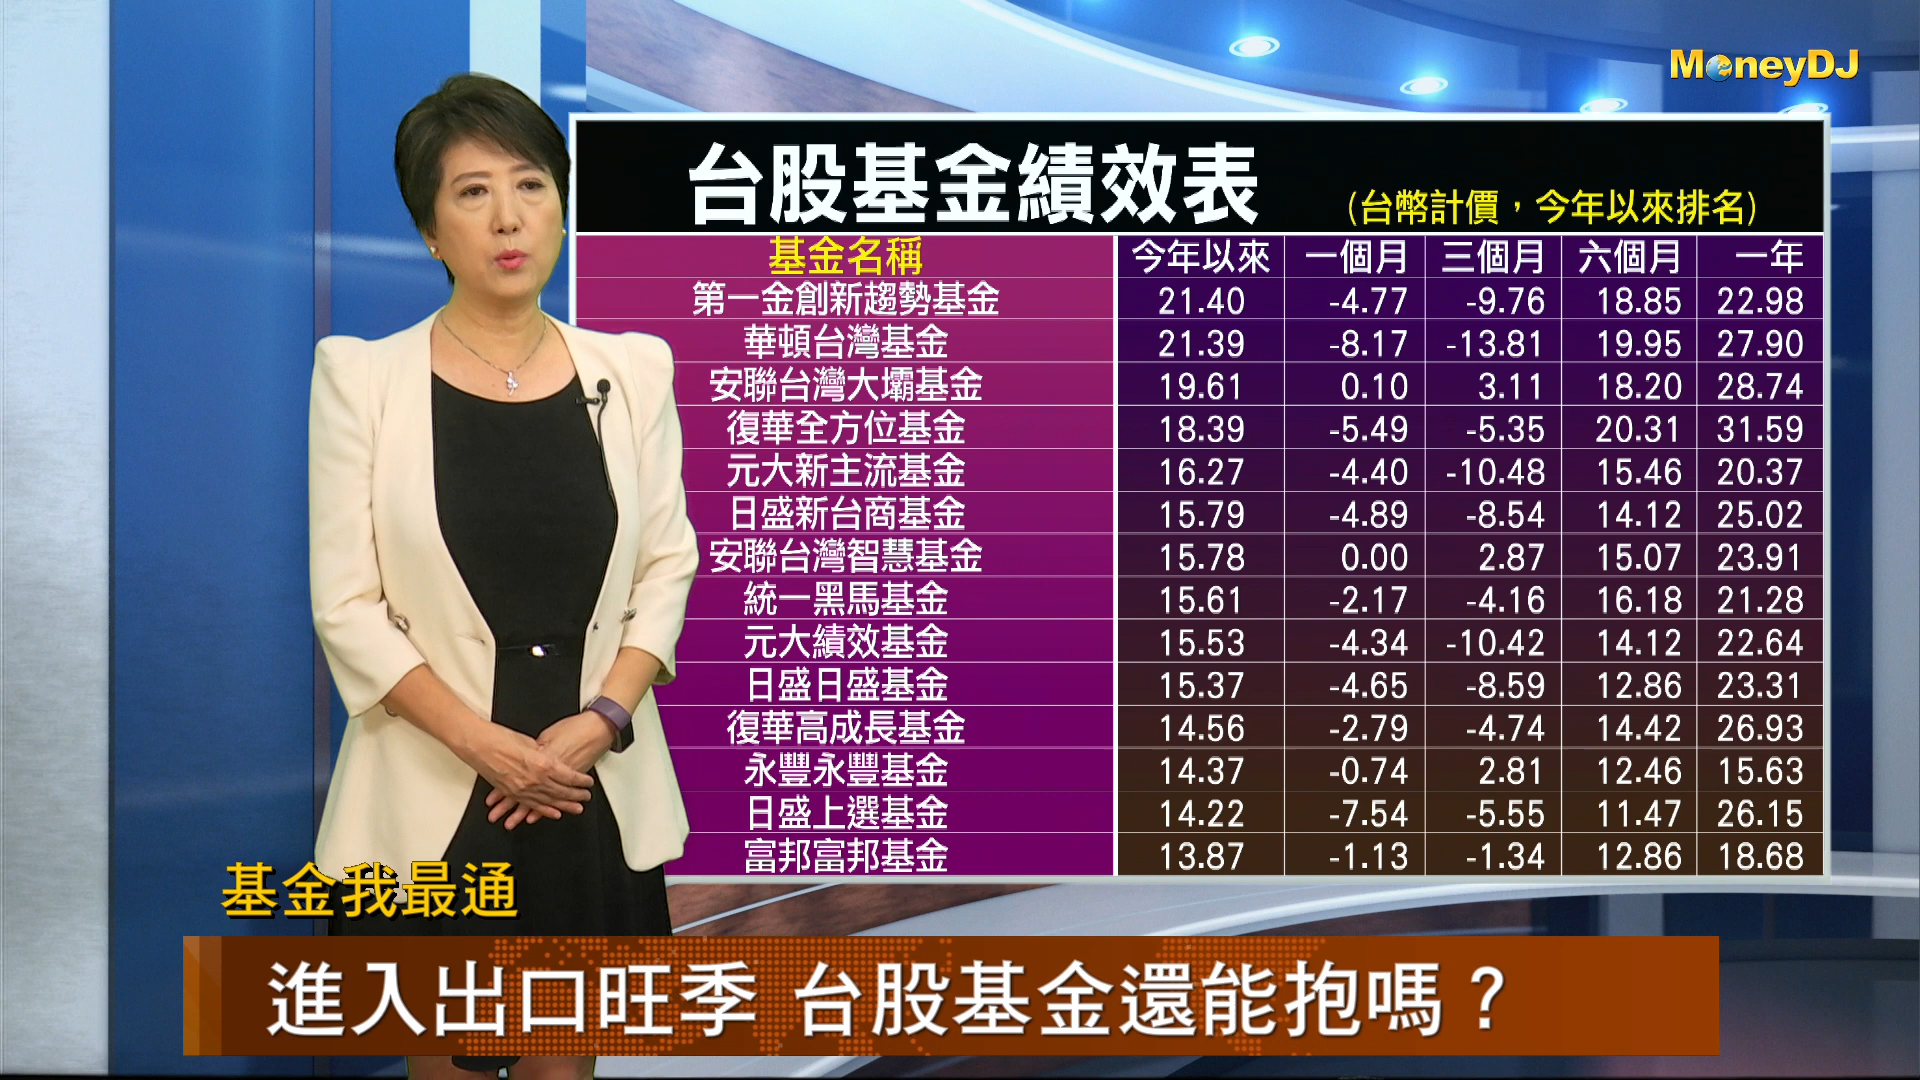 MoneyDJ
台股基金績效表 (台幣計價，今年以來排名)
基金名稱 今年以來 一個月 三個月 六個月 一年
第一金創新趨勢基金 21.40 -4.77 -9.76 18.85 22.98
華頓台灣基金 21.39 -8.17 -13.81 19.95 27.90
安聯台灣大壩基金 19.61 0.10 3.11 18.20 28.74
復華全方位基金 18.39 -5.49 -5.35 20.31 31.59
元大新主流基金 16.27 -4.40 -10.48 15.46 20.37
日盛新台商基金 15.79 -4.89 -8.54 14.12 25.02
安聯台灣智慧基金 15.78 0.00 2.87 15.07 23.91
統一黑馬基金 15.61 -2.17 -4.16 16.18 21.28
元大績效基金 15.53 -4.34 -10.42 14.12 22.64
日盛日盛基金 15.37 -4.65 -8.59 12.86 23.31
復華高成長基金 14.56 -2.79 -4.74 14.42 26.93
永豐永豐基金 14.37 -0.74 2.81 12.46 15.63
日盛上選基金 14.22 -7.54 -5.55 11.47 26.15
富邦富邦基金 13.87 -1.13 -1.34 12.86 18.68
基金我最通
進入出口旺季 台股基金還能抱嗎？